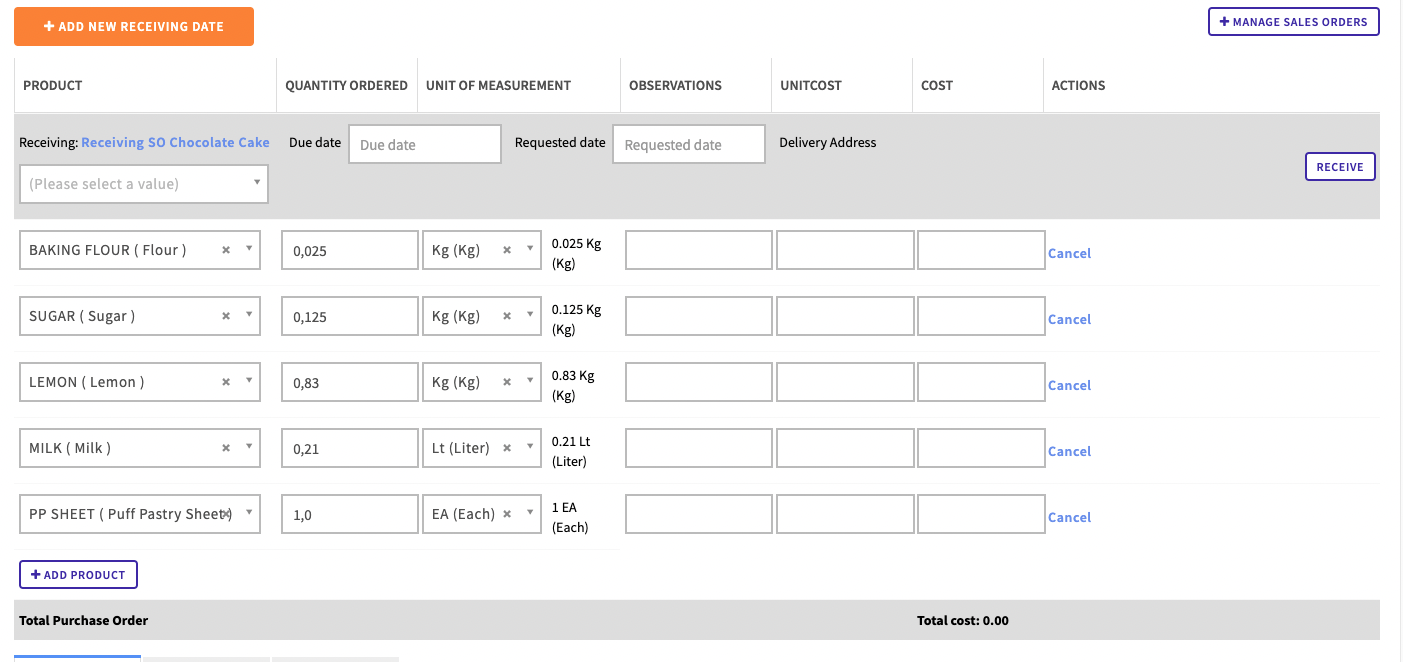 + ADD NEW RECEIVING DATE
+ MANAGE SALES ORDERS
PRODUCT QUANTITY ORDERED UNIT OF MEASUREMENT OBSERVATIONS UNITCOST COST ACTIONS
Receiving: Receiving SO Chocolate Cake Due date Due date Requested date Requested date Delivery Address
(Please select a value)
RECEIVE
BAKING FLOUR ( Flour ) × 0,025 Kg (Kg) × 0.025 Kg
(Kg)
Cancel
SUGAR ( Sugar ) × 0,125 Kg (Kg) × 0.125 Kg
(Kg)
Cancel
LEMON ( Lemon ) × 0,83 Kg (Kg) × 0.83 Kg
(Kg)
Cancel
MILK ( Milk ) × 0,21 Lt (Liter) × 0.21 Lt
(Liter)
Cancel
PP SHEET ( Puff Pastry Sheet ) × 1,0 EA (Each) × 1 EA
(Each)
Cancel
+ ADD PRODUCT
Total Purchase Order Total cost: 0.00